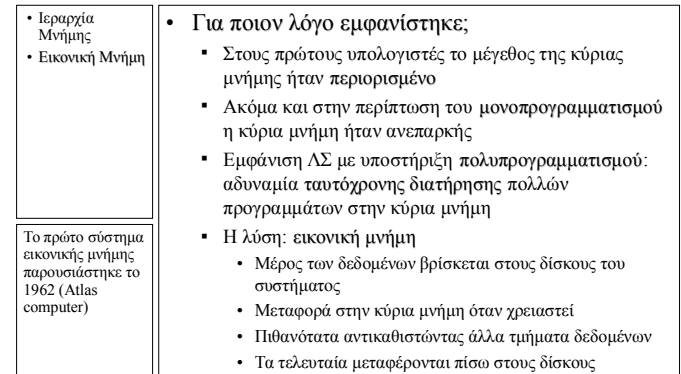 • Ιεραρχία
Μνήμης
• Εικονική Μνήμη
Το πρώτο σύστημα
εικονικής μνήμης
παρουσιάστηκε το
1962 (Atlas
computer)
• Για ποιον λόγο εμφανίστηκε;
▪ Στους πρώτους υπολογιστές το μέγεθος της κύριας
μνήμης ήταν περιορισμένο
▪ Ακόμα και στην περίπτωση του μονοπρογραμματισμού
η κύρια μνήμη ήταν ανεπαρκής
▪ Εμφάνιση ΛΣ με υποστήριξη πολυπρογραμματισμού:
αδυναμία ταυτόχρονης διατήρησης πολλών
προγραμμάτων στην κύρια μνήμη
▪ Η λύση: εικονική μνήμη
• Μέρος των δεδομένων βρίσκεται στους δίσκους του
συστήματος
• Μεταφορά στην κύρια μνήμη όταν χρειαστεί
• Πιθανότατα αντικαθιστώντας άλλα τμήματα δεδομένων
• Τα τελευταία μεταφέρονται πίσω στους δίσκους